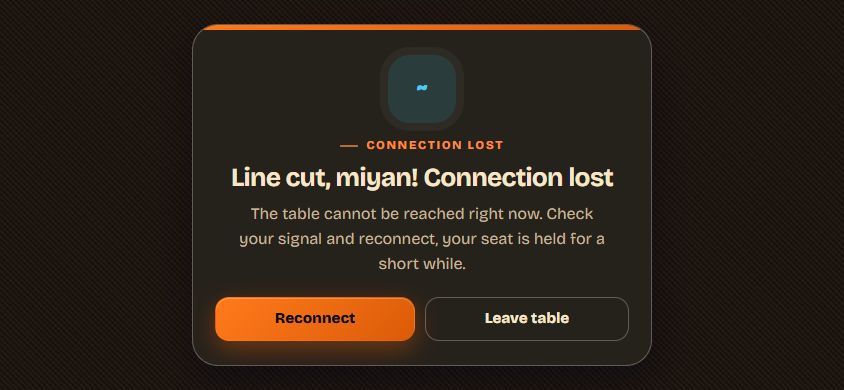 ~
CONNECTION LOST
Line cut, miyan! Connection lost
The table cannot be reached right now. Check
your signal and reconnect, your seat is held for a
short while.
Reconnect
Leave table